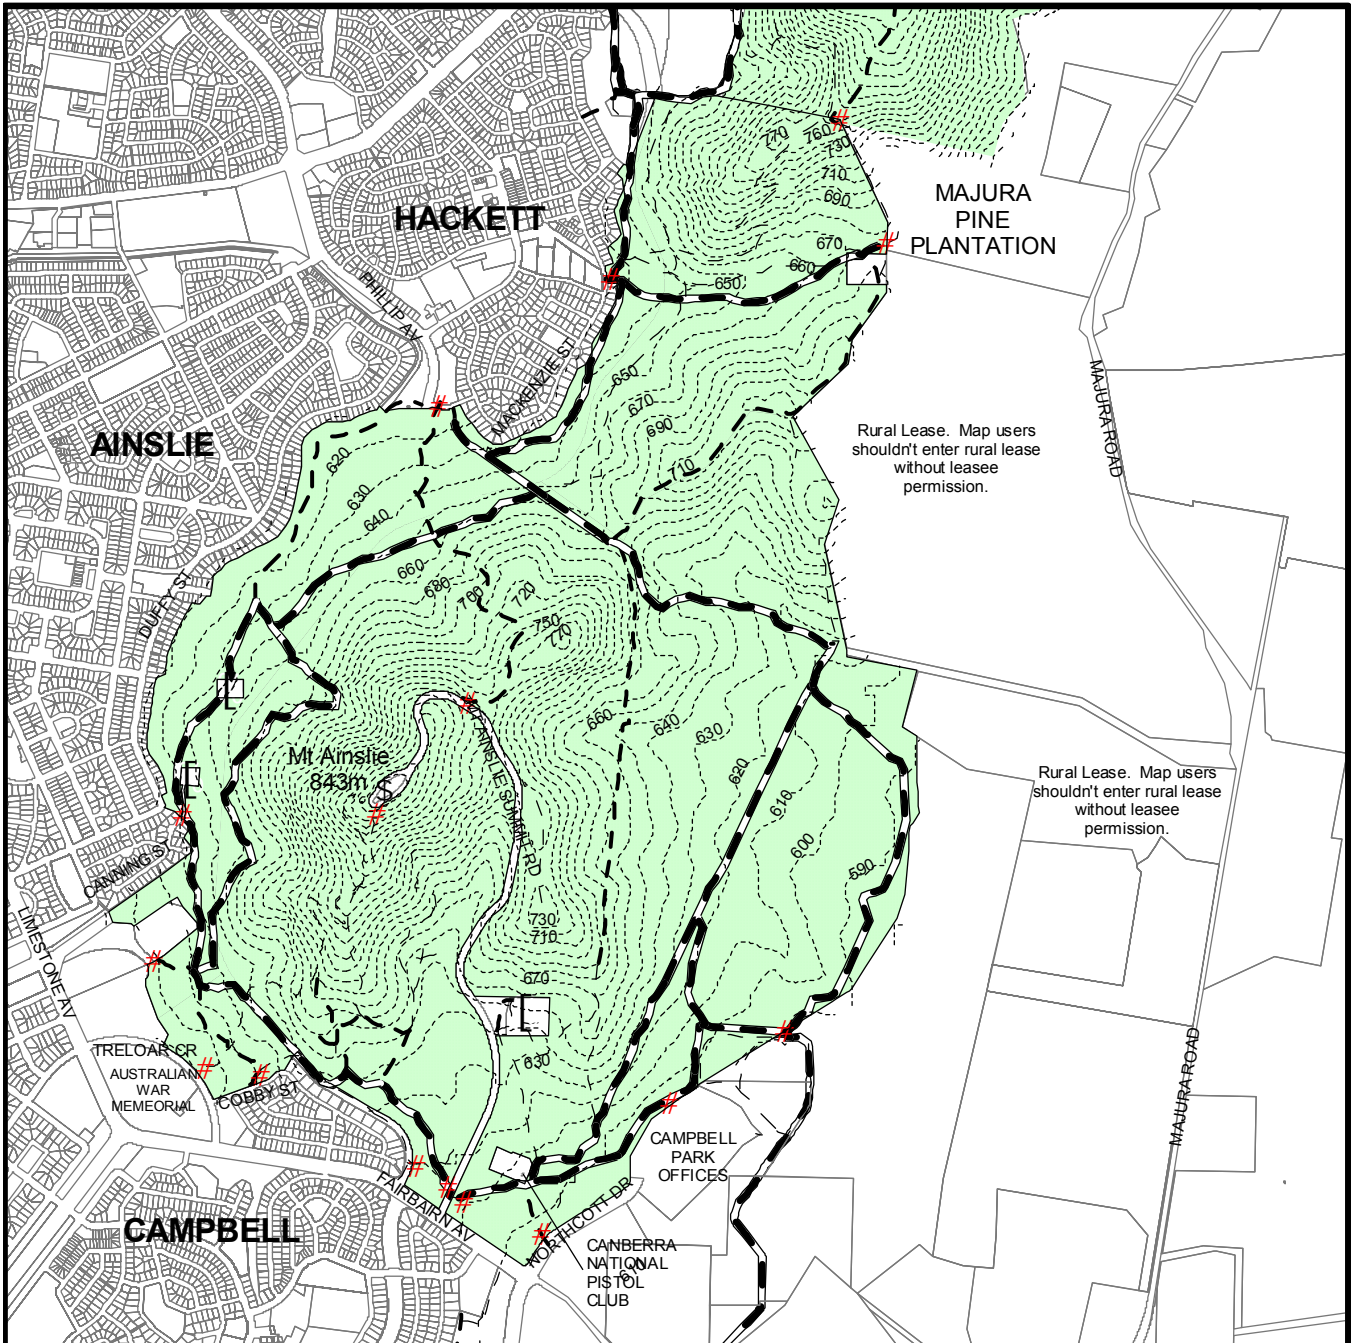 HACKETT
MAJURA
PINE
PLANTATION
770
760
730
710
690
670
660
650
PHILLIP AV
MACKENZIE ST
MAJURA ROAD
AINSLIE
Rural Lease. Map users
shouldn't enter rural lease
without leasee
permission.
650
670
690
710
620
630
640
660
680
700
720
750
770
DUFFY ST
E
E
Mt Ainslie
843m
S
MT AINSLIE SUMMIT RD
660
640
630
620
610
600
590
Rural Lease. Map users
shouldn't enter rural lease
without leasee
permission.
CANNING ST
LIMESTONE AV
730
710
670
E
630
TRELOAR CR
AUSTRALIAN
WAR
MEMEORIAL
COBBY ST
MAJURA ROAD
CAMPBELL
PARK
OFFICES
FAIRBAIRN AV
NORTHCOTT DR
CAMPBELL
CANBERRA
NATIONAL
PISTOL
CLUB
610